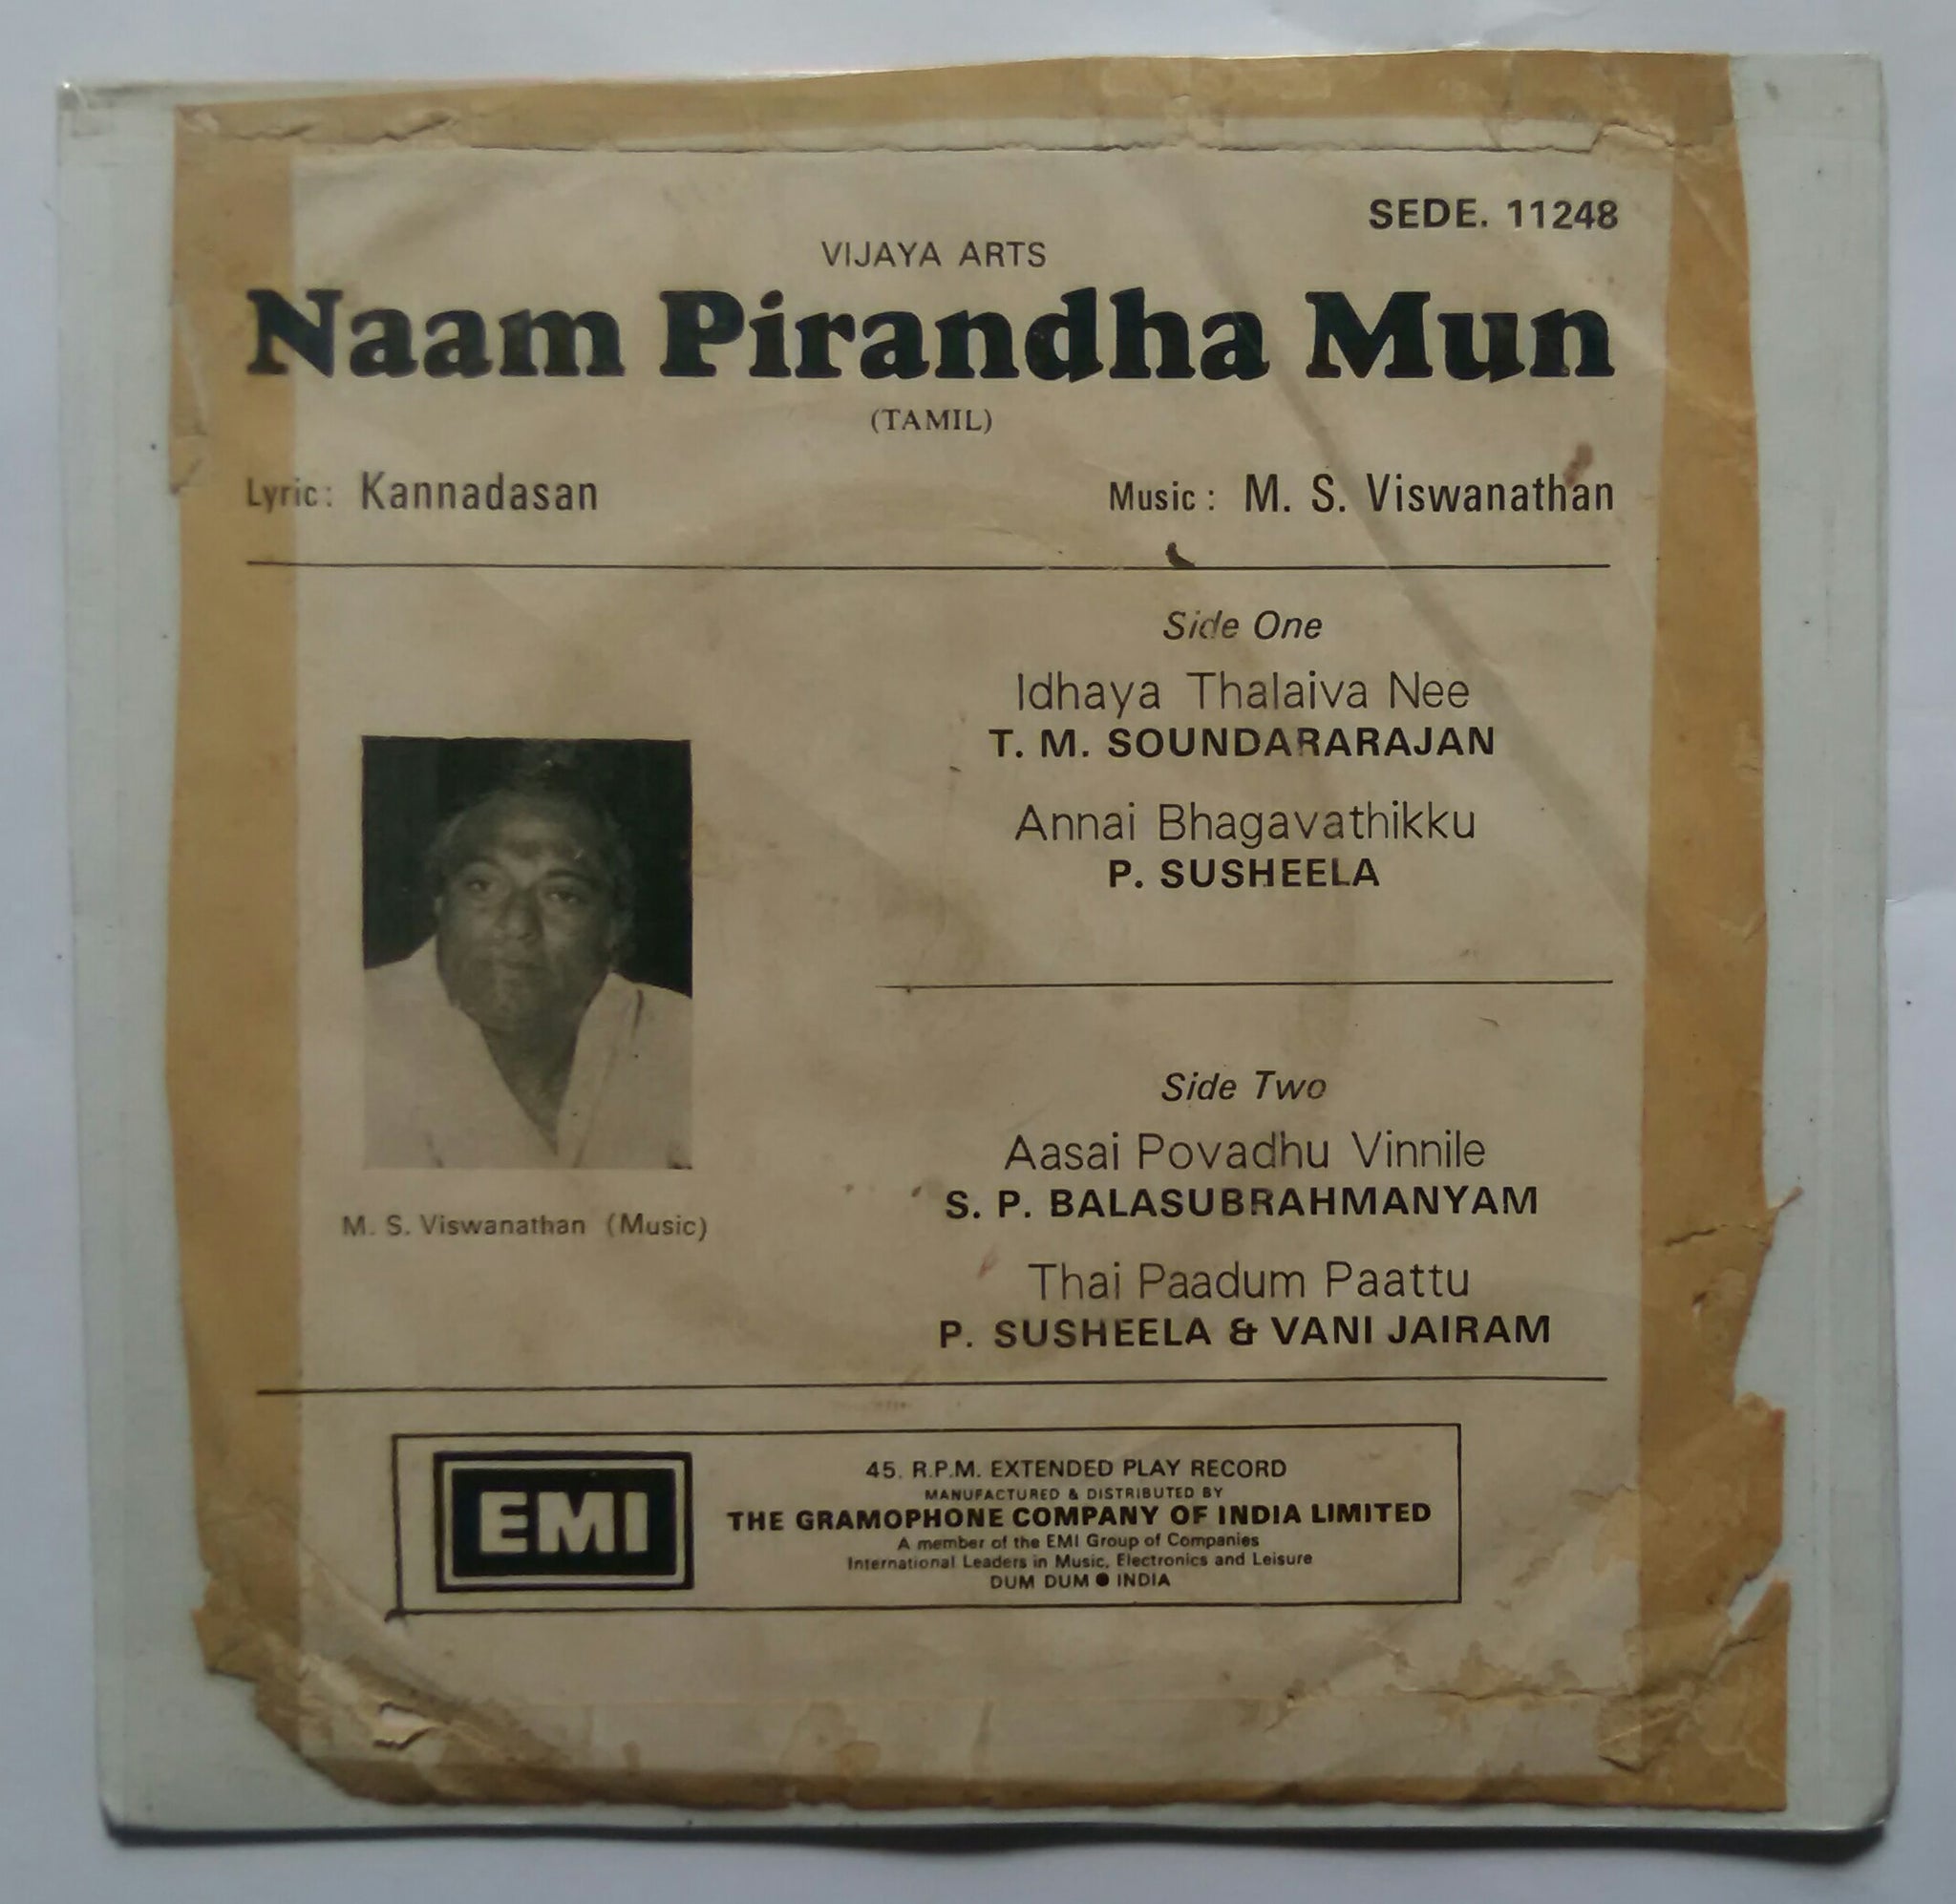 SEDE. 11248
VIJAYA ARTS
Naam Pirandha Mun
(TAMIL)
Lyric: Kannadasan Music: M. S. Viswanathan
Side One
Idhaya Thalaiva Nee
T. M. SOUNDARARAJAN
Annai Bhagavathikku
P. SUSHEELA
Side Two
Aasai Povadhu Vinnile
S. P. BALASUBRAHMANYAM
M. S. Viswanathan (Music)
Thai Paadum Paattu
P. SUSHEELA & VANI JAIRAM
EMI
45. R.P.M. EXTENDED PLAY RECORD
MANUFACTURED & DISTRIBUTED BY
THE GRAMOPHONE COMPANY OF INDIA LIMITED
A member of the EMI Group of Companies
International Leaders in Music, Electronics and Leisure
DUM DUM ● INDIA